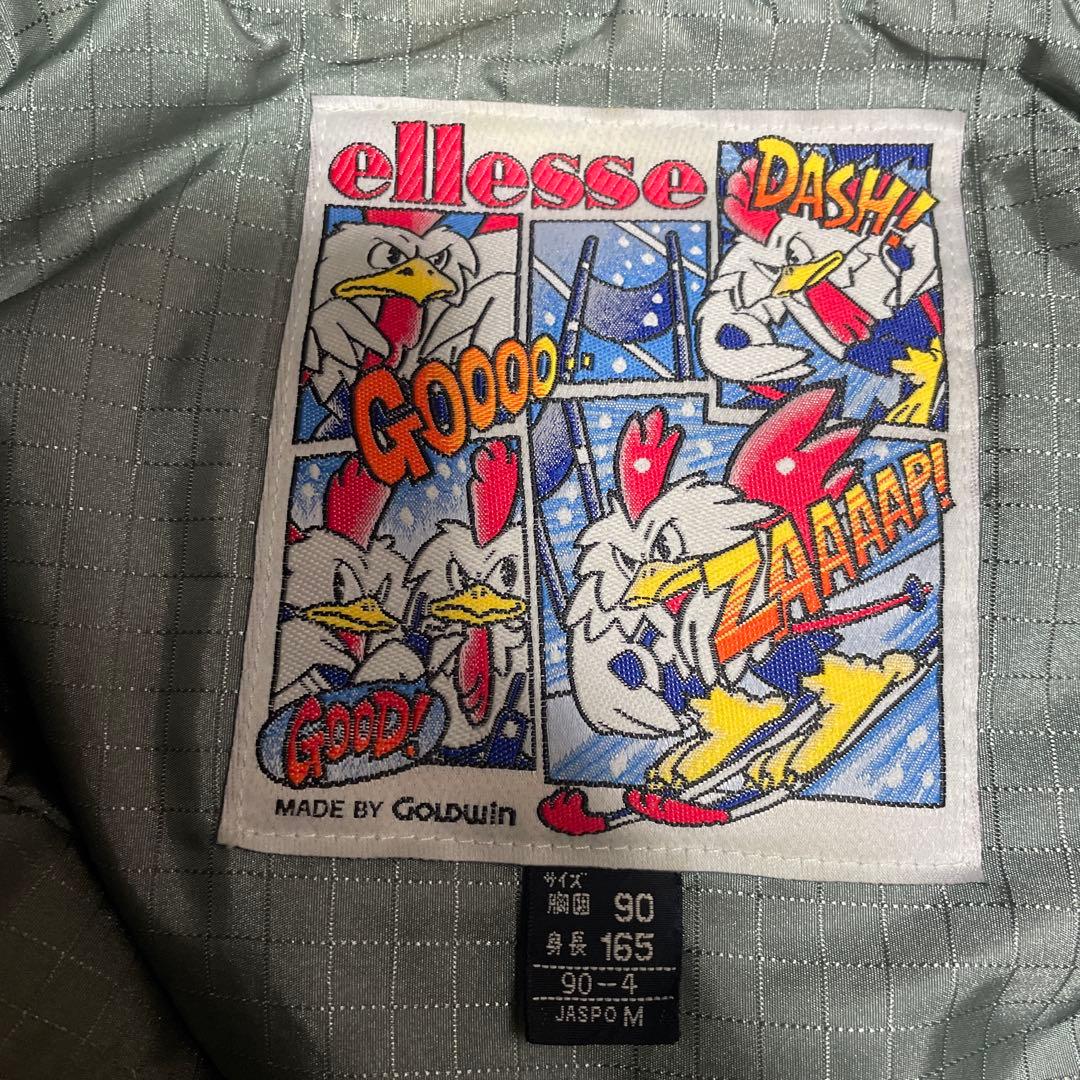 ellesse
DASH!
GOOOO..
ZAAAAAP!
GOOD!
MADE BY GOLDWIN
サイズ
胸囲 90
身長 165
90-4
JASPO M